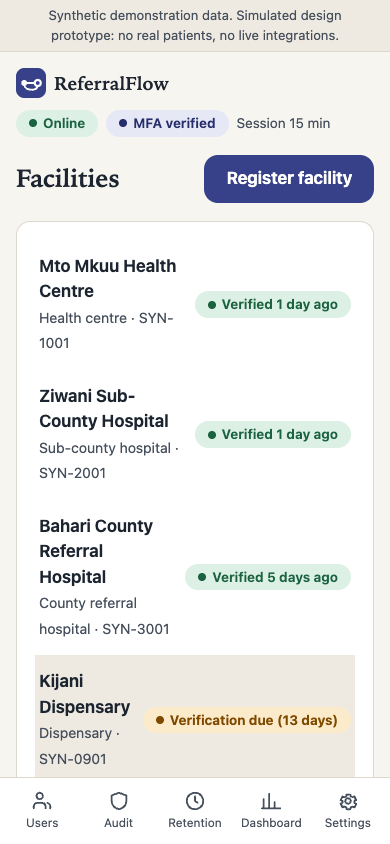 Synthetic demonstration data. Simulated design
prototype: no real patients, no live integrations.
ReferralFlow
Online
MFA verified
Session 15 min
Facilities
Register facility
Mto Mkuu Health
Centre
Health centre · SYN-
1001
Verified 1 day ago
Ziwani Sub-
County Hospital
Sub-county hospital ·
SYN-2001
Verified 1 day ago
Bahari County
Referral
Hospital
County referral
hospital · SYN-3001
Verified 5 days ago
Kijani
Dispensary
Dispensary ·
SYN-0901
Verification due (13 days)
Users
Audit
Retention
Dashboard
Settings